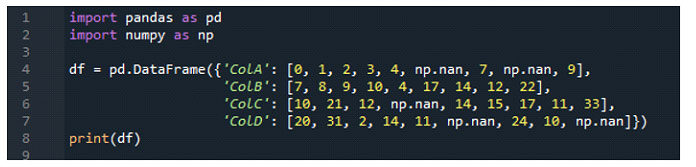 1 import pandas as pd
2 import numpy as np
3
4 df = pd.DataFrame({'ColA': [0, 1, 2, 3, 4, np.nan, 7, np.nan, 9],
5                    'ColB': [7, 8, 9, 10, 4, 17, 14, 12, 22],
6                    'ColC': [10, 21, 12, np.nan, 14, 15, 17, 11, 33],
7                    'ColD': [20, 31, 2, 14, 11, np.nan, 24, 10, np.nan]})
8 print(df)
9